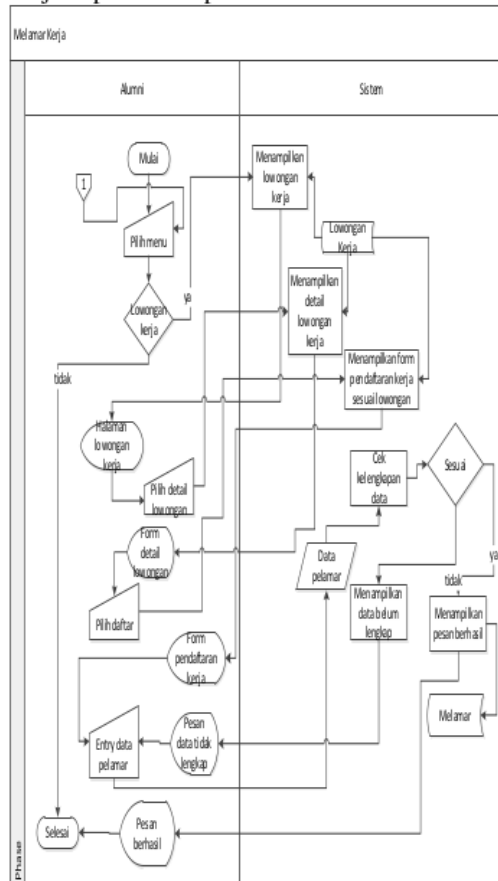 Melamar Kerja
Alumni
Sistem
Mulai
1
Menampilkan
lowongan
kerja
Pilih menu
Lowongan
Kerja
Lowongan
kerja
ya
Menampilkan
detail
lowongan
kerja
tidak
Menampilkan form
pendaftaran kerja
sesuai lowongan
Halaman
lowongan
kerja
Pilih detail
lowongan
Cek
kelengkapan
data
Sesuai
Form
detail
lowongan
Data
pelamar
ya
tidak
Pilih daftar
Menampilkan
data belum
lengkap
Menampilkan
pesan berhasil
Form
pendaftaran
kerja
Melamar
Entry data
pelamar
Pesan
data tidak
lengkap
Selesai
Pesan
berhasil
Phase